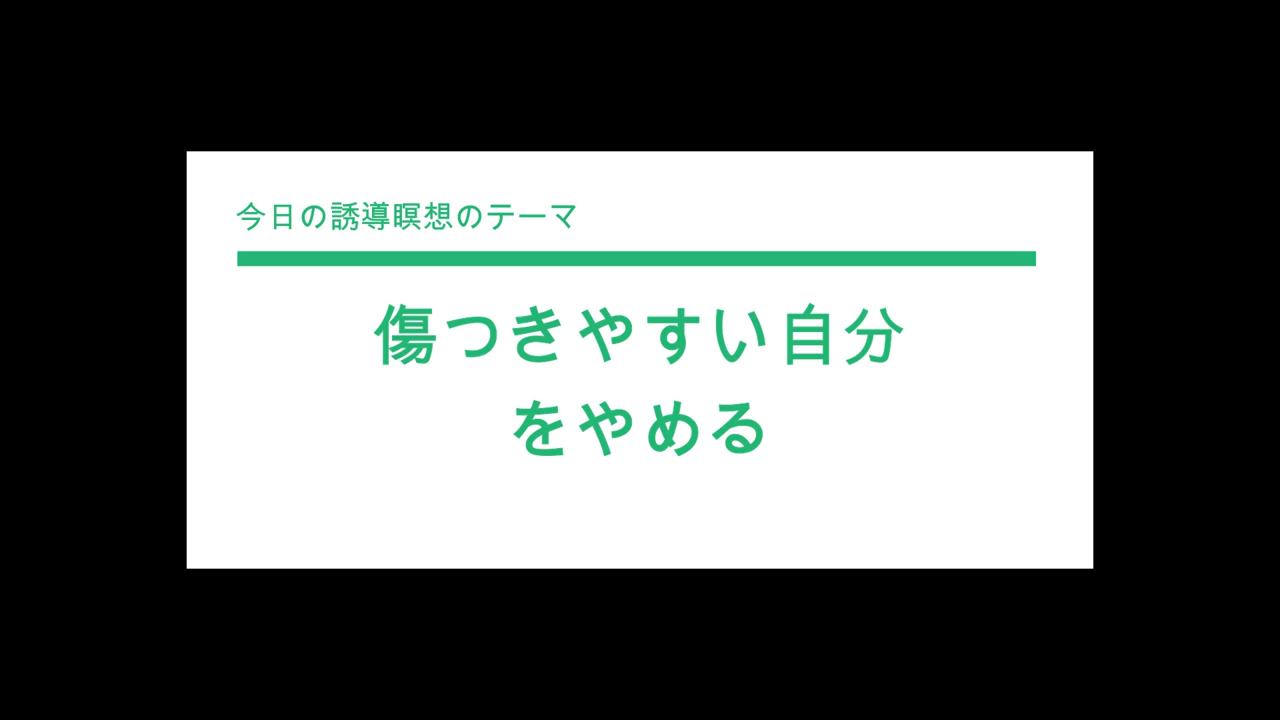 今日の誘導瞑想のテーマ
傷つきやすい自分
をやめる